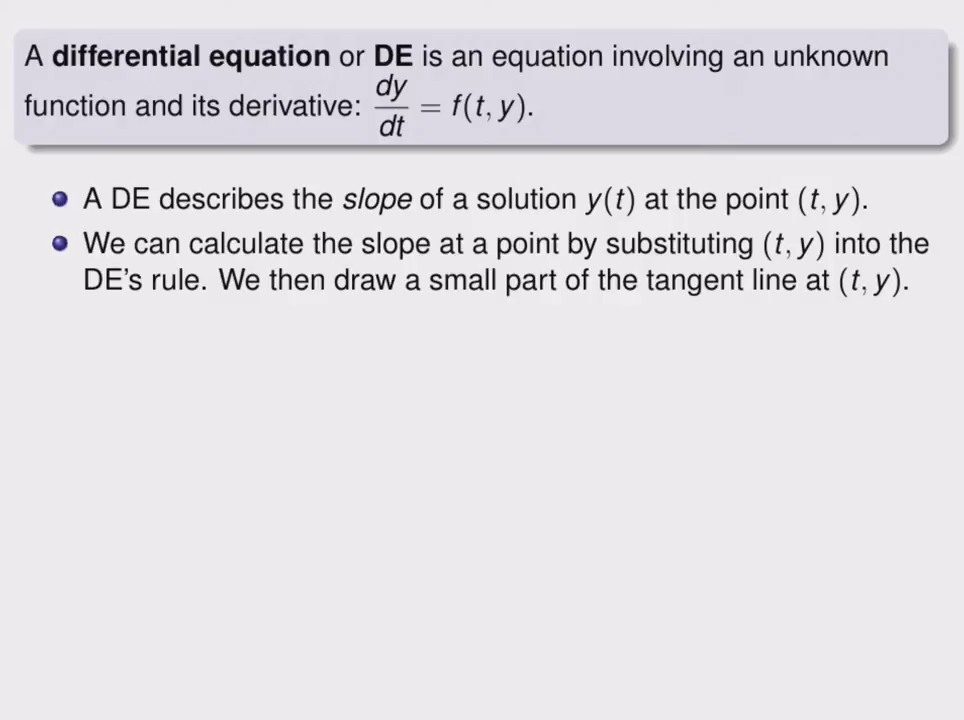 A differential equation or DE is an equation involving an unknown
function and its derivative: dy/dt = f(t, y).
A DE describes the slope of a solution y(t) at the point (t, y).
We can calculate the slope at a point by substituting (t, y) into the
DE's rule. We then draw a small part of the tangent line at (t, y).